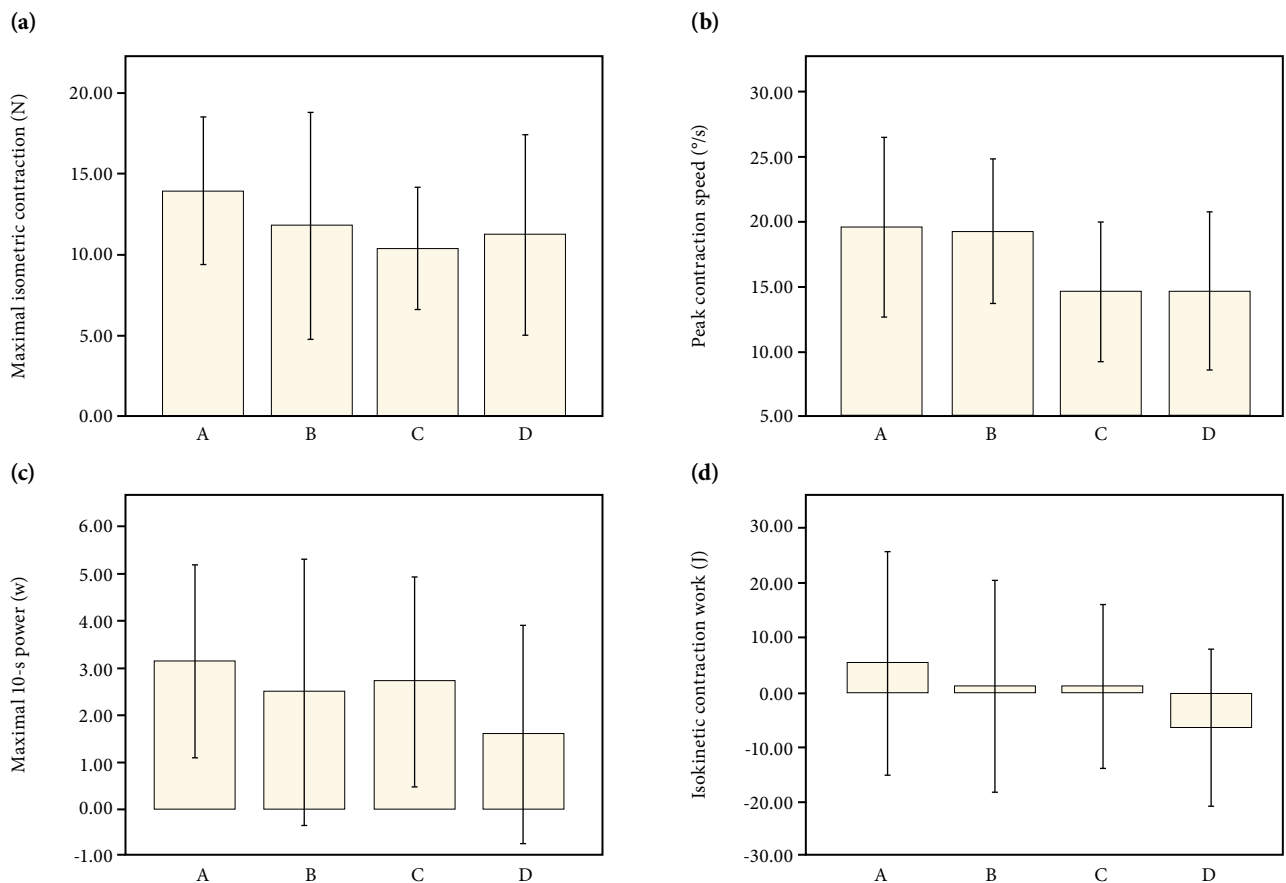 (a)
Maximal isometric contraction (N)
20.00
15.00
10.00
5.00
0.00
A B C D
(b)
Peak contraction speed (°/s)
30.00
25.00
20.00
15.00
10.00
5.00
A B C D
(c)
Maximal 10-s power (w)
6.00
5.00
4.00
3.00
2.00
1.00
0.00
-1.00
A B C D
(d)
Isokinetic contraction work (J)
30.00
20.00
10.00
0.00
-10.00
-20.00
-30.00
A B C D